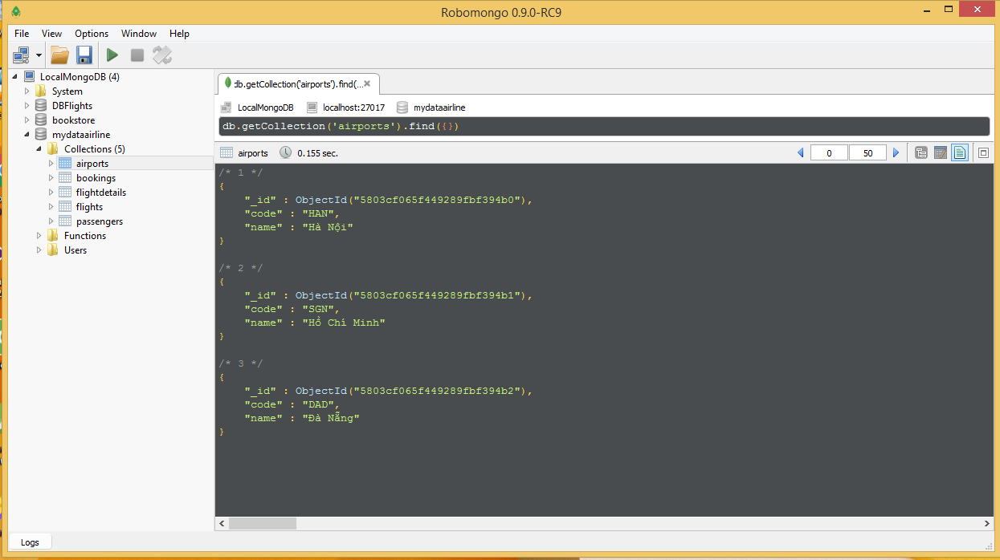 Robomongo 0.9.0-RC9
File View Options Window Help
LocalMongoDB (4)
System
DBFlights
bookstore
mydataairline
Collections (5)
airports
bookings
flightdetails
flights
passengers
Functions
Users
db.getCollection('airports').find(...
LocalMongoDB localhost:27017 mydataairline
db.getCollection('airports').find({})
airports 0.155 sec. 0 50
/* 1 */
{
"_id" : ObjectId("5803cf065f449289fbf394b0"),
"code" : "HAN",
"name" : "Hà Nội"
}
/* 2 */
{
"_id" : ObjectId("5803cf065f449289fbf394b1"),
"code" : "SGN",
"name" : "Hồ Chí Minh"
}
/* 3 */
{
"_id" : ObjectId("5803cf065f449289fbf394b2"),
"code" : "DAD",
"name" : "Đà Nẵng"
}
Logs